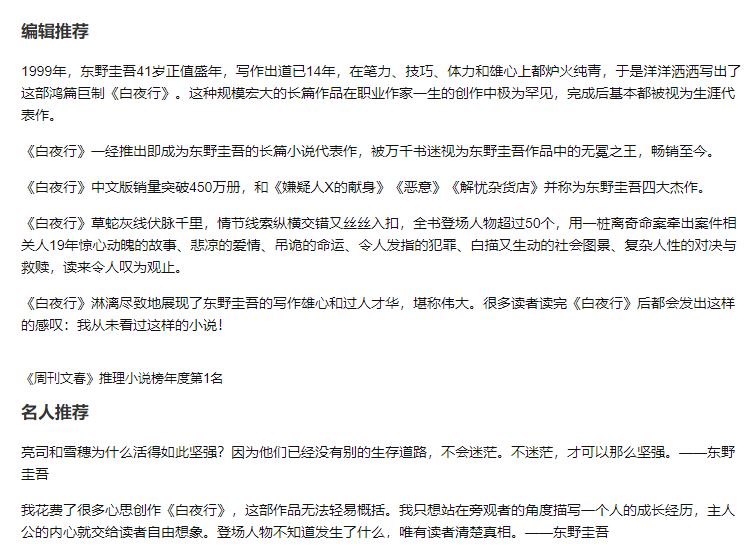 编辑推荐
1999年，东野圭吾41岁正值盛年，写作出道已14年，在笔力、技巧、体力和雄心上都炉火纯青，于是洋洋洒洒写出了
这部鸿篇巨制《白夜行》。这种规模宏大的长篇作品在职业作家一生的创作中极为罕见，完成后基本都被视为生涯代
表作。
《白夜行》一经推出即成为东野圭吾的长篇小说代表作，被万千书迷视为东野圭吾作品中的无冕之王，畅销至今。
《白夜行》中文版销量突破450万册，和《嫌疑人X的献身》《恶意》《解忧杂货店》并称为东野圭吾四大杰作。
《白夜行》草蛇灰线伏脉千里，情节线索纵横交错又丝丝入扣，全书登场人物超过50个，用一桩离奇命案牵出案件相
关人19年惊心动魄的故事、悲凉的爱情、吊诡的命运、令人发指的犯罪、白描又生动的社会图景、复杂人性的对决与
救赎，读来令人叹为观止。
《白夜行》淋漓尽致地展现了东野圭吾的写作雄心和过人才华，堪称伟大。很多读者读完《白夜行》后都会发出这样
的感叹：我从未看过这样的小说！
《周刊文春》推理小说榜年度第1名
名人推荐
亮司和雪穗为什么活得如此坚强？因为他们已经没有别的生存道路，不会迷茫。不迷茫，才可以那么坚强。——东野
圭吾
我花费了很多心思创作《白夜行》，这部作品无法轻易概括。我只想站在旁观者的角度描写一个人的成长经历，主人
公的内心就交给读者自由想象。登场人物不知道发生了什么，唯有读者清楚真相。——东野圭吾